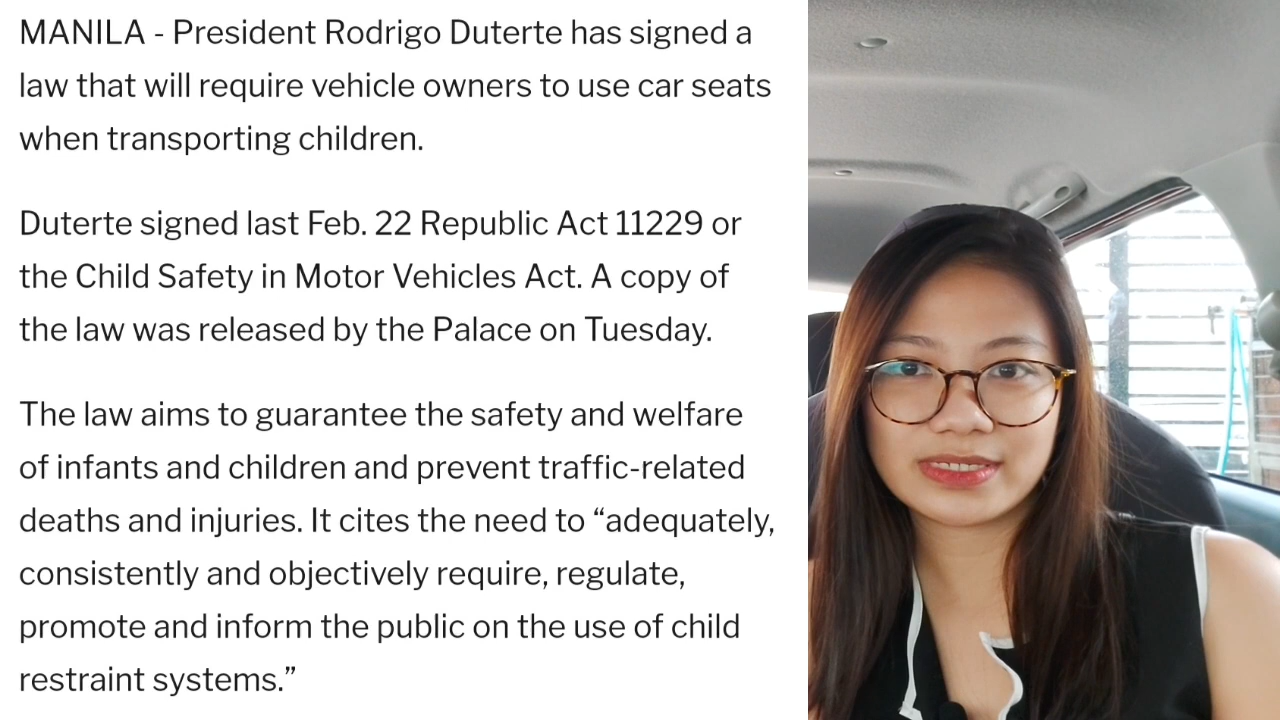 MANILA - President Rodrigo Duterte has signed a
law that will require vehicle owners to use car seats
when transporting children.
Duterte signed last Feb. 22 Republic Act 11229 or
the Child Safety in Motor Vehicles Act. A copy of
the law was released by the Palace on Tuesday.
The law aims to guarantee the safety and welfare
of infants and children and prevent traffic-related
deaths and injuries. It cites the need to “adequately,
consistently and objectively require, regulate,
promote and inform the public on the use of child
restraint systems.”